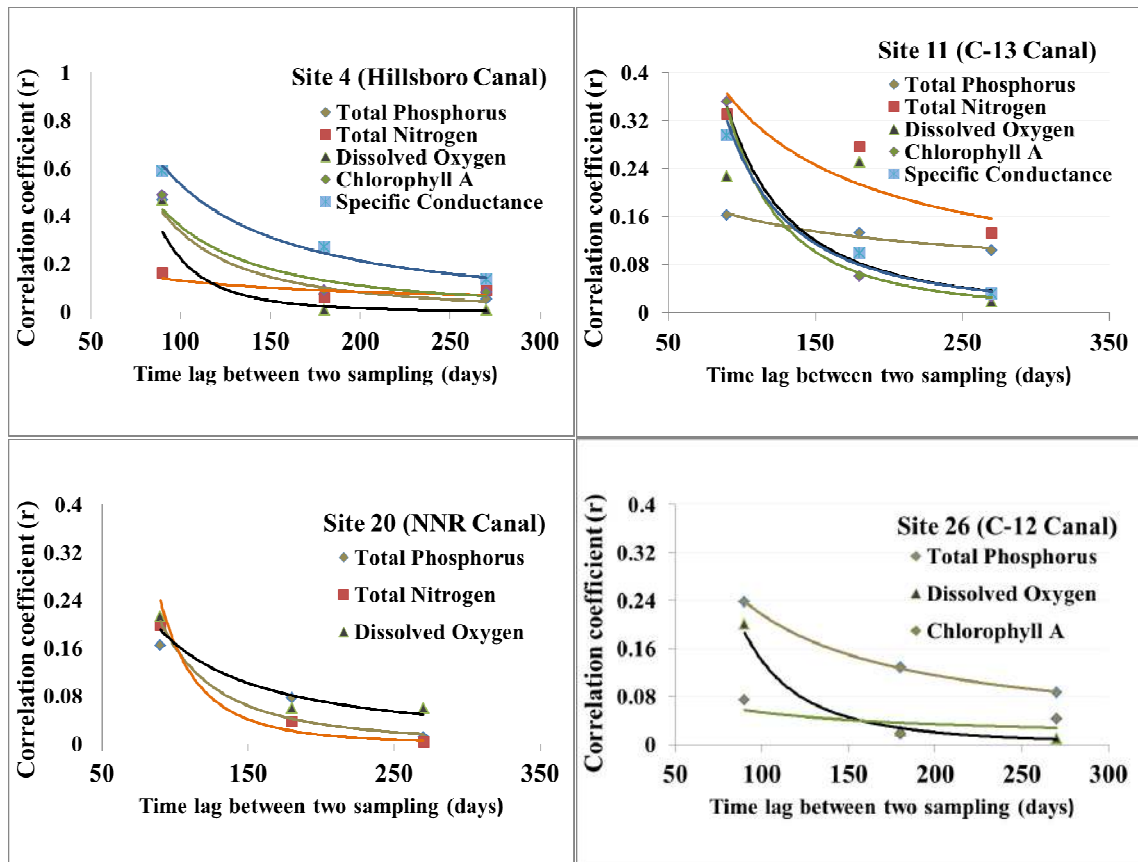 Site 4 (Hillsboro Canal)
Correlation coefficient (r)
1
0.8
0.6
0.4
0.2
0
Total Phosphorus
Total Nitrogen
Dissolved Oxygen
Chlorophyll A
Specific Conductance
50 100 150 200 250 300
Time lag between two sampling (days)
Site 11 (C-13 Canal)
Correlation coefficient (r)
0.4
0.32
0.24
0.16
0.08
0
Total Phosphorus
Total Nitrogen
Dissolved Oxygen
Chlorophyll A
Specific Conductance
50 150 250 350
Time lag between two sampling (days)
Site 20 (NNR Canal)
Correlation coefficient (r)
0.4
0.32
0.24
0.16
0.08
0
Total Phosphorus
Total Nitrogen
Dissolved Oxygen
50 150 250 350
Time lag between two sampling (days)
Site 26 (C-12 Canal)
Correlation coefficient (r)
0.4
0.32
0.24
0.16
0.08
0
Total Phosphorus
Dissolved Oxygen
Chlorophyll A
50 100 150 200 250 300
Time lag between two sampling (days)